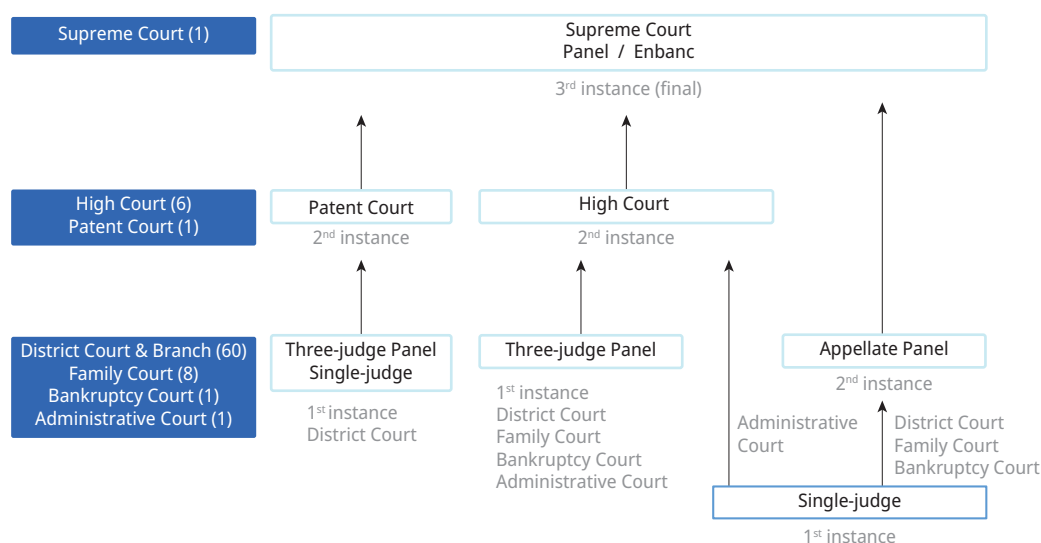 Supreme Court (1)
Supreme Court
Panel / Enbanc
3rd instance (final)
High Court (6)
Patent Court (1)
Patent Court
2nd instance
High Court
2nd instance
District Court & Branch (60)
Family Court (8)
Bankruptcy Court (1)
Administrative Court (1)
Three-judge Panel
Single-judge
1st instance
District Court
Three-judge Panel
1st instance
District Court
Family Court
Bankruptcy Court
Administrative Court
Appellate Panel
2nd instance
Administrative
Court
District Court
Family Court
Bankruptcy Court
Single-judge
1st instance